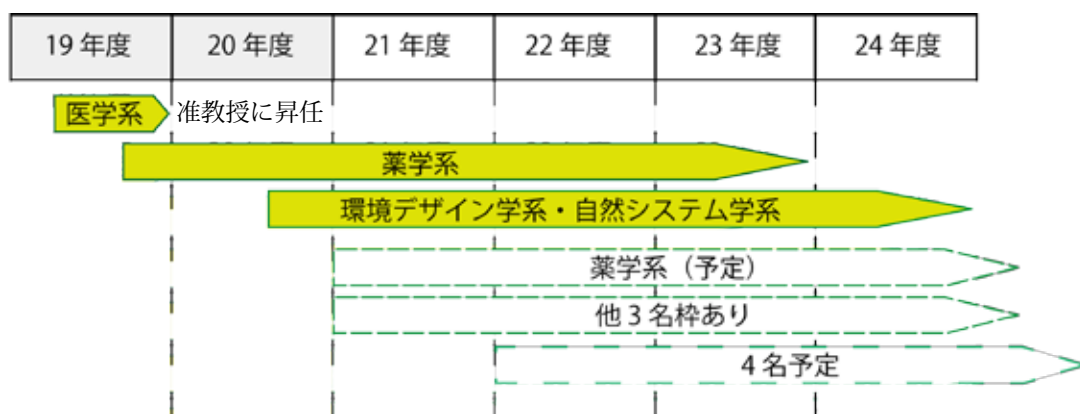 19 年度 20 年度 21 年度 22 年度 23 年度 24 年度
医学系 准教授に昇任
薬学系
環境デザイン学系・自然システム学系
薬学系（予定）
他 3 名枠あり
4 名予定